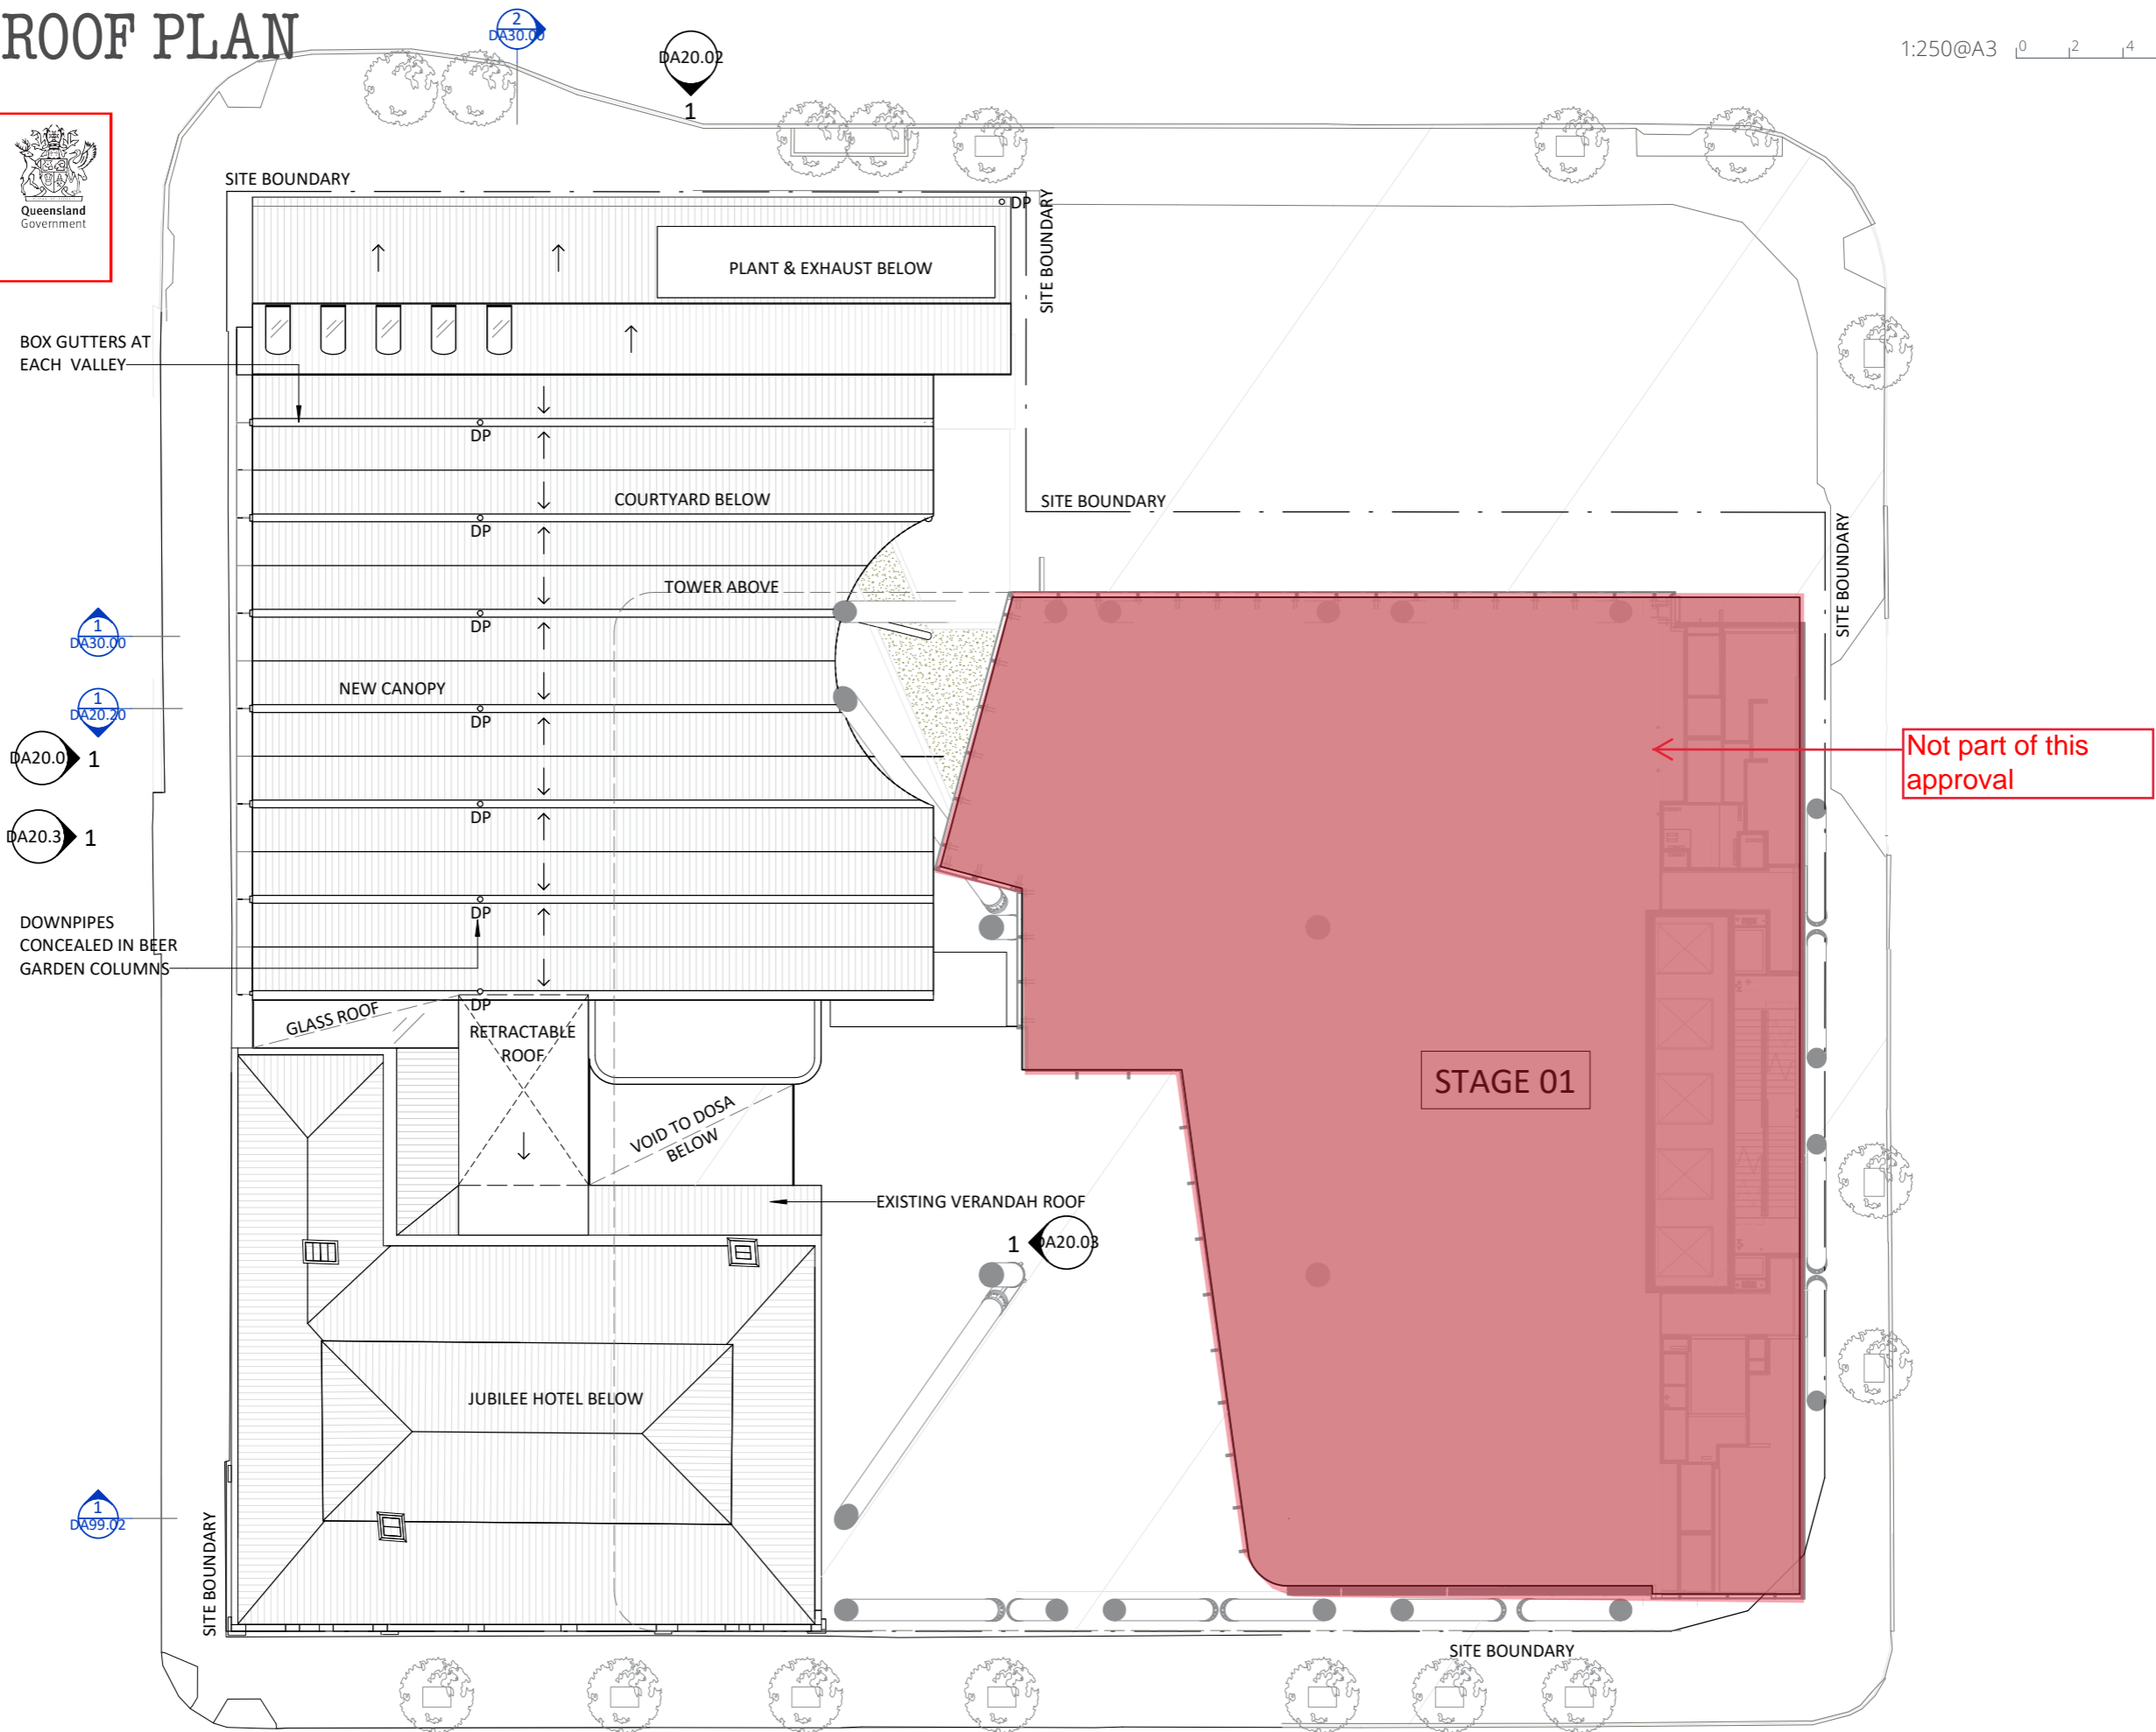 ROOF PLAN
1:250@A3
0 2 4
2
DA30.00
DA20.02
1
Queensland
Government
SITE BOUNDARY
DP
SITE BOUNDARY
PLANT & EXHAUST BELOW
BOX GUTTERS AT
EACH VALLEY
DP
COURTYARD BELOW
SITE BOUNDARY
DP
SITE BOUNDARY
TOWER ABOVE
DP
1
DA30.00
NEW CANOPY
1
DA20.20
DP
Not part of this
approval
DA20.0
1
DP
DA20.3
1
DOWNPIPES
CONCEALED IN BEER
GARDEN COLUMNS
DP
DP
GLASS ROOF
RETRACTABLE
ROOF
STAGE 01
VOID TO DOSA
BELOW
EXISTING VERANDAH ROOF
1
DA20.03
JUBILEE HOTEL BELOW
1
DA99.02
SITE BOUNDARY
SITE BOUNDARY